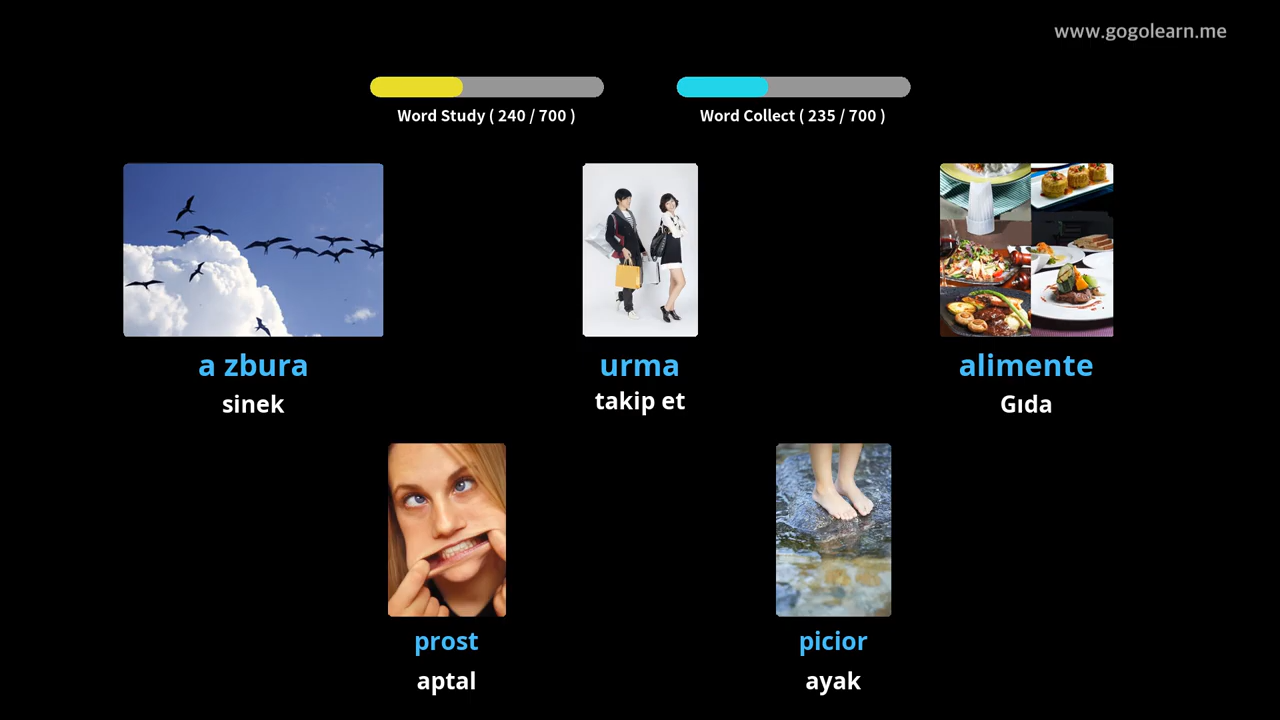 www.gogolearn.me
Word Study ( 240 / 700 )
Word Collect ( 235 / 700 )
a zbura
sinek
urma
takip et
alimente
Gıda
prost
aptal
picior
ayak